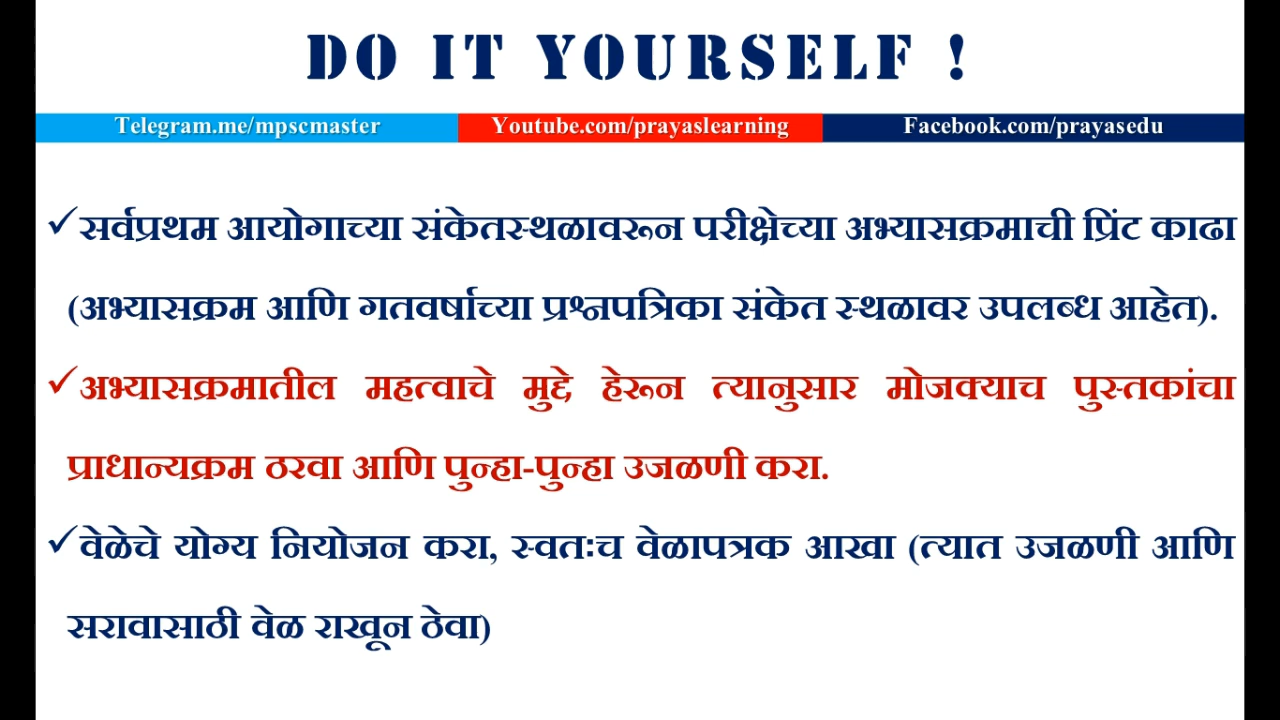 DO IT YOURSELF !
Telegram.me/mpscmaster Youtube.com/prayaslearning Facebook.com/prayasedu
✓सर्वप्रथम आयोगाच्या संकेतस्थळावरून परीक्षेच्या अभ्यासक्रमाची प्रिंट काढा
(अभ्यासक्रम आणि गतवर्षाच्या प्रश्नपत्रिका संकेत स्थळावर उपलब्ध आहेत).
✓अभ्यासक्रमातील महत्वाचे मुद्दे हेरून त्यानुसार मोजक्याच पुस्तकांचा
प्राधान्यक्रम ठरवा आणि पुन्हा-पुन्हा उजळणी करा.
✓वेळेचे योग्य नियोजन करा, स्वतःच वेळापत्रक आखा (त्यात उजळणी आणि
सरावासाठी वेळ राखून ठेवा)